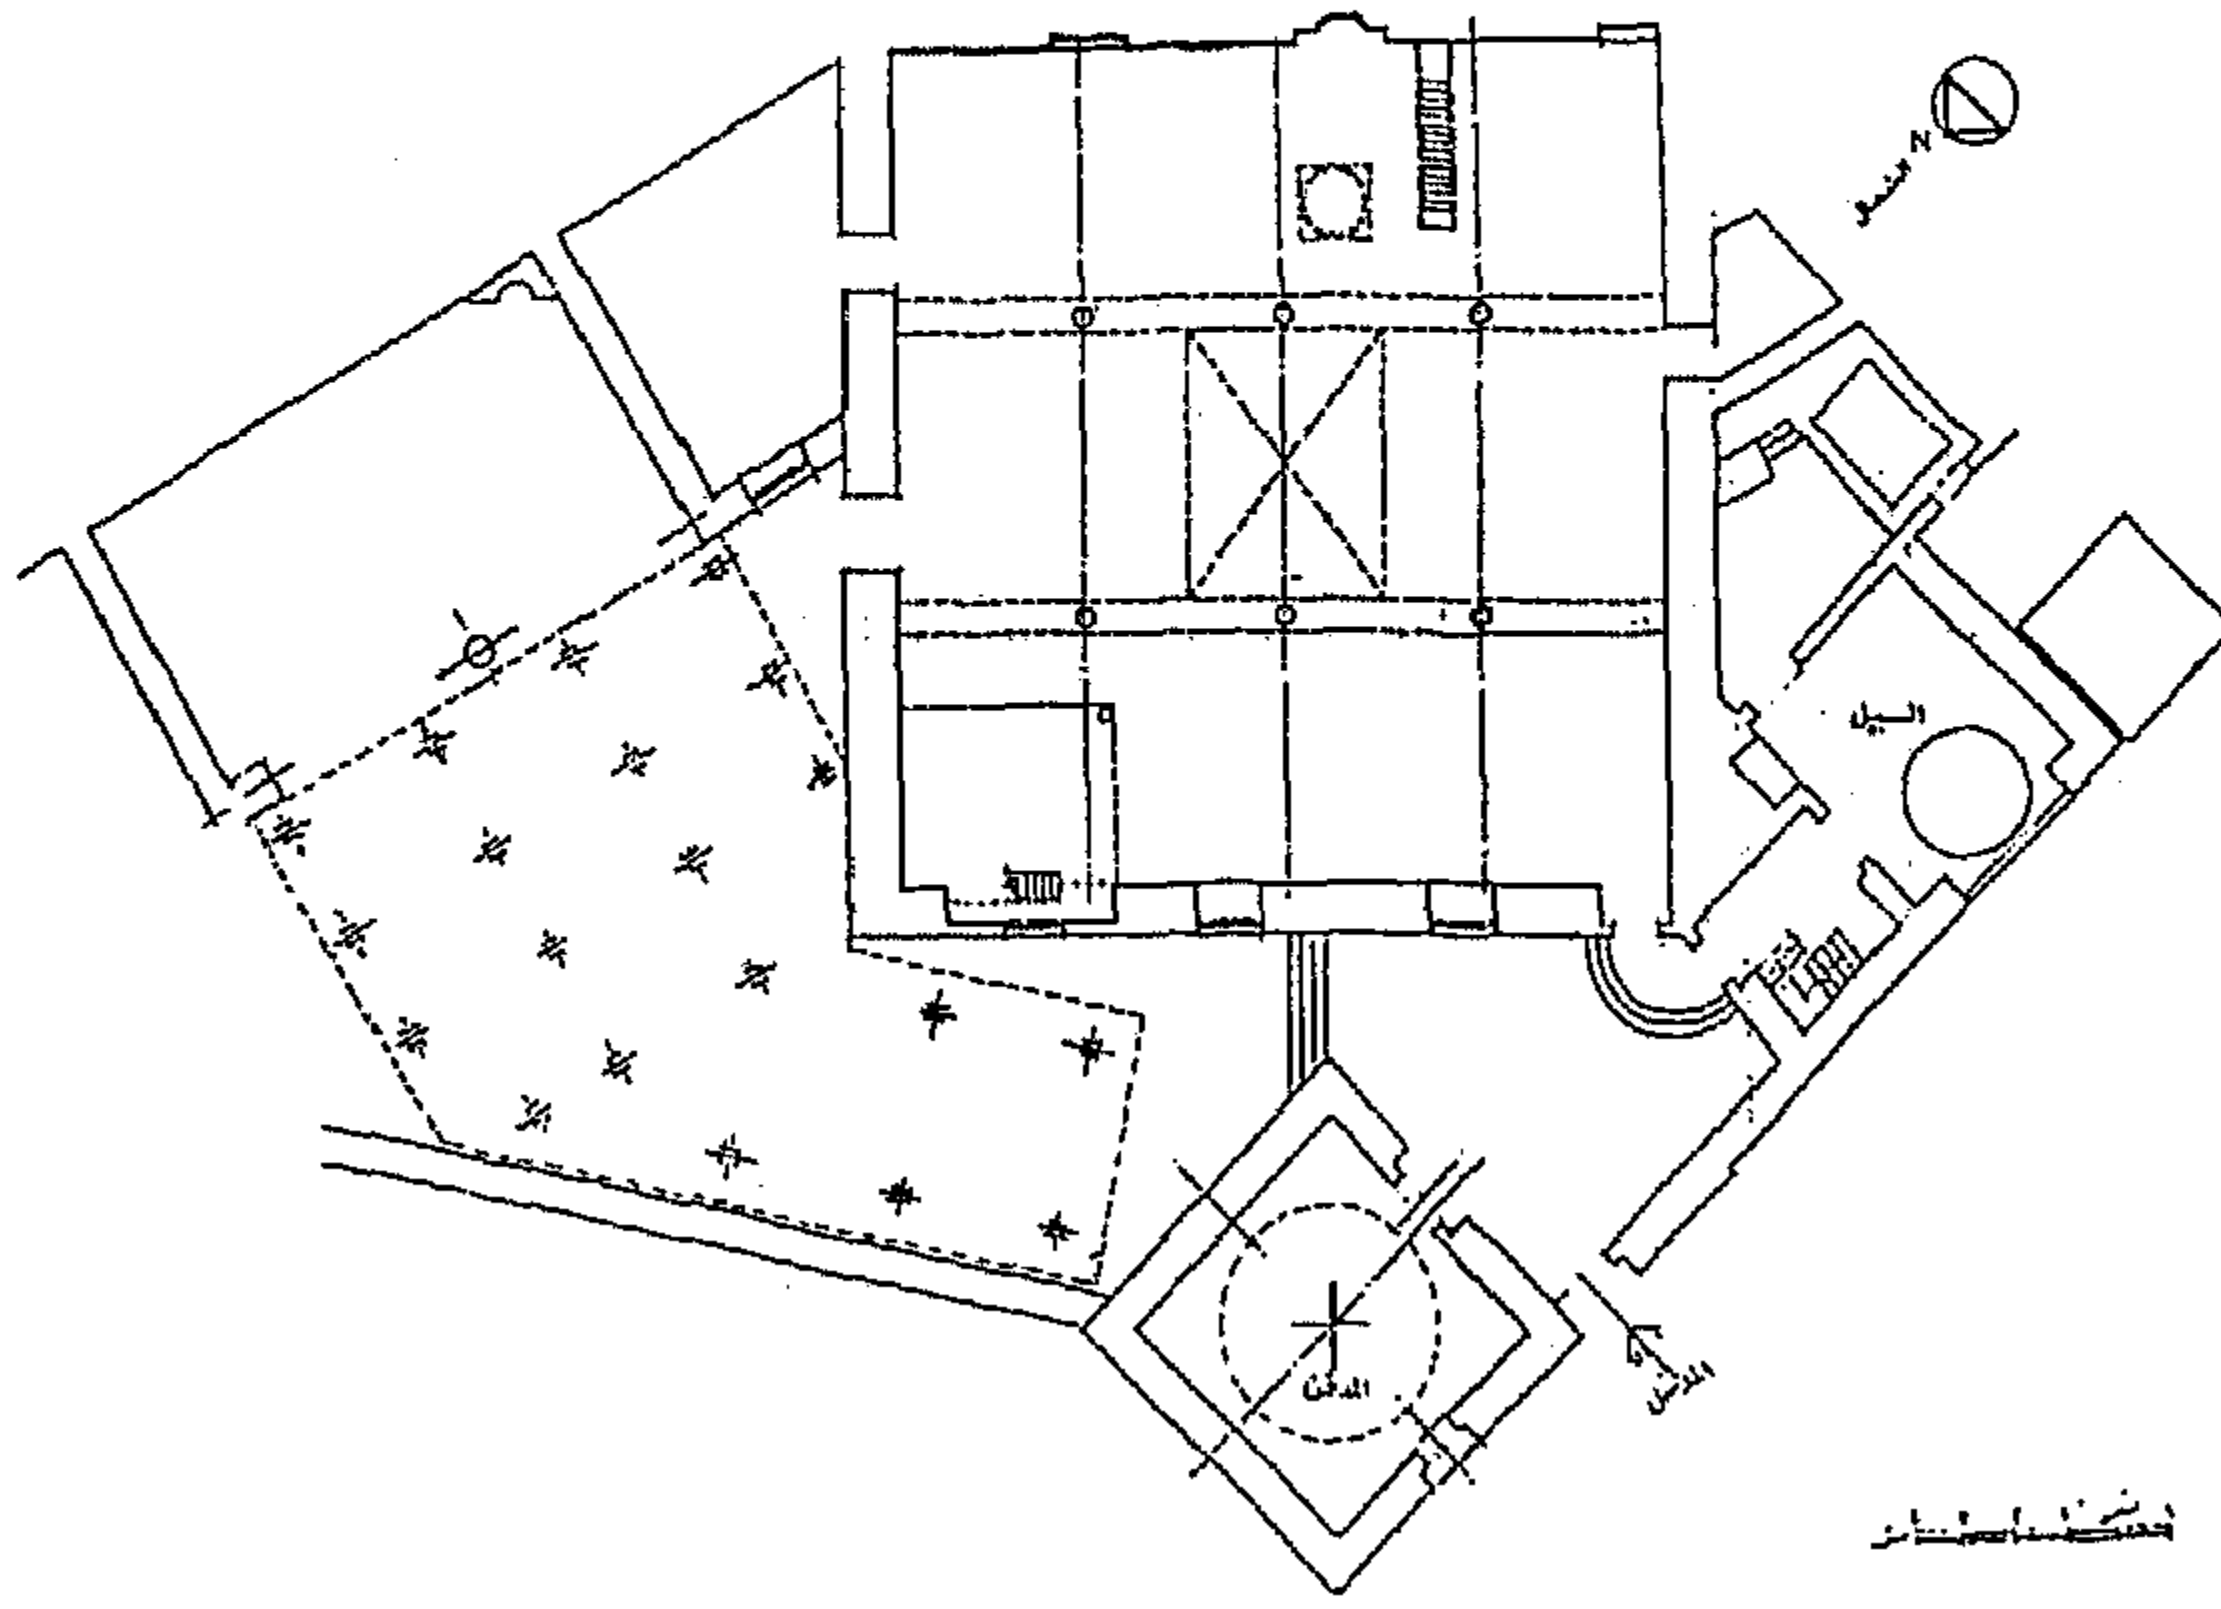 N
الشمال
السبيل
المدفن
المدخل